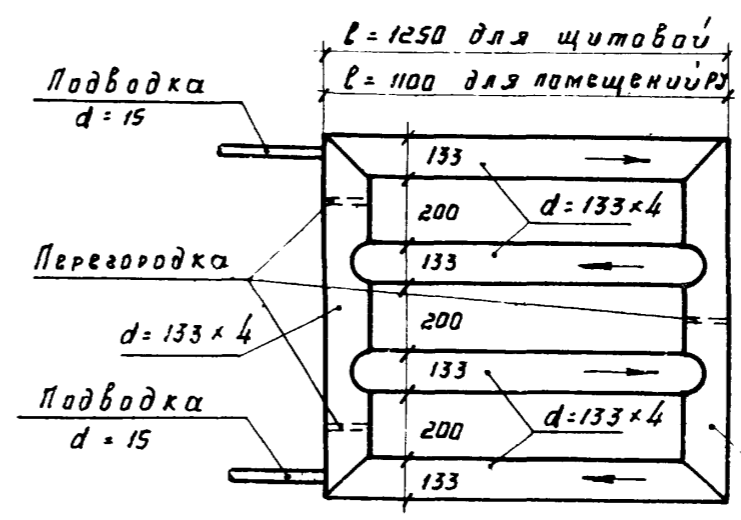 ℓ = 1250 для щитовой
ℓ = 1100 для помещений РУ
Подводка
d = 15
133
200
d = 133 × 4
Перегородка
133
d = 133 × 4
200
133
Подводка
d = 15
200
d = 133 × 4
133